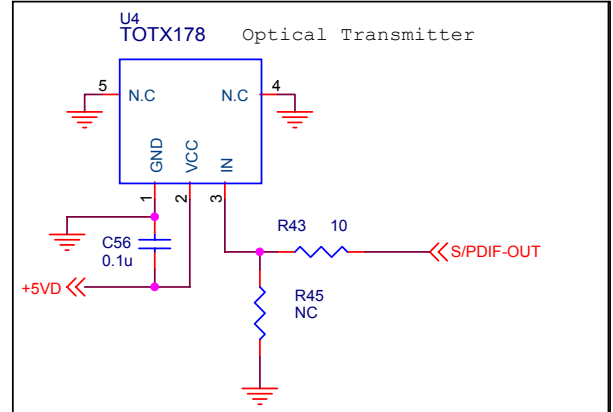 U4
TOTX178 Optical Transmitter
5 N.C N.C 4
GND VCC IN
1 2 3
R43 10
C56
0.1u
S/PDIF-OUT
+5VD
R45
NC